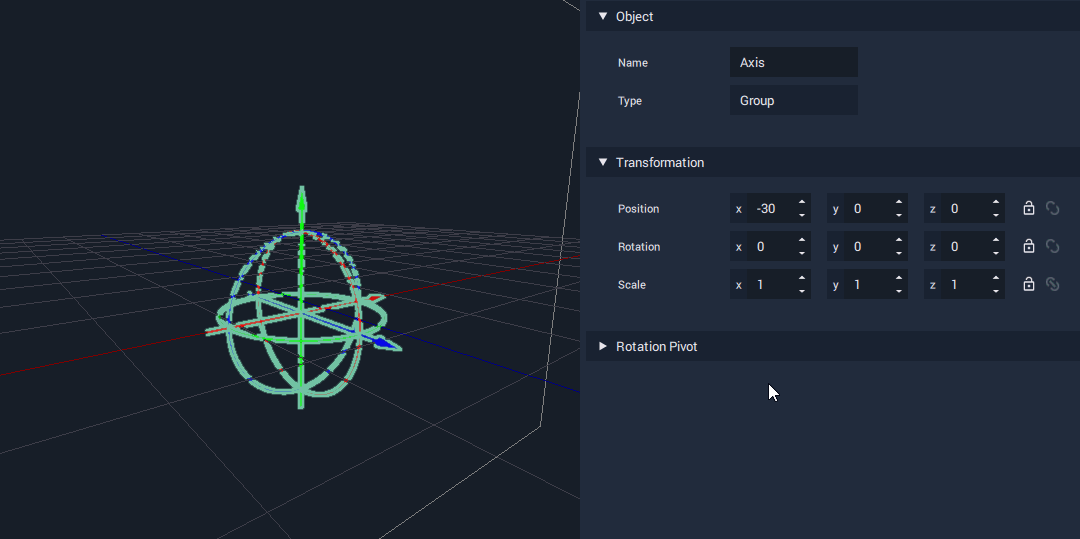 Object
Name Axis
Type Group
Transformation
Position x -30 y 0 z 0
Rotation x 0 y 0 z 0
Scale x 1 y 1 z 1
Rotation Pivot